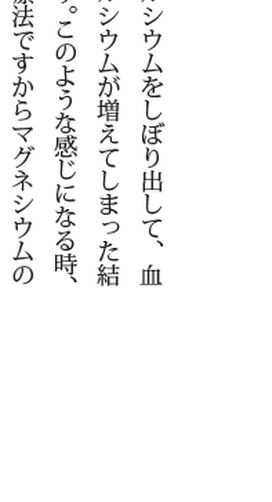 シウムをしぼり出して、血
シウムが増えてしまった結
。このような感じになる時、
療法ですからマグネシウムの